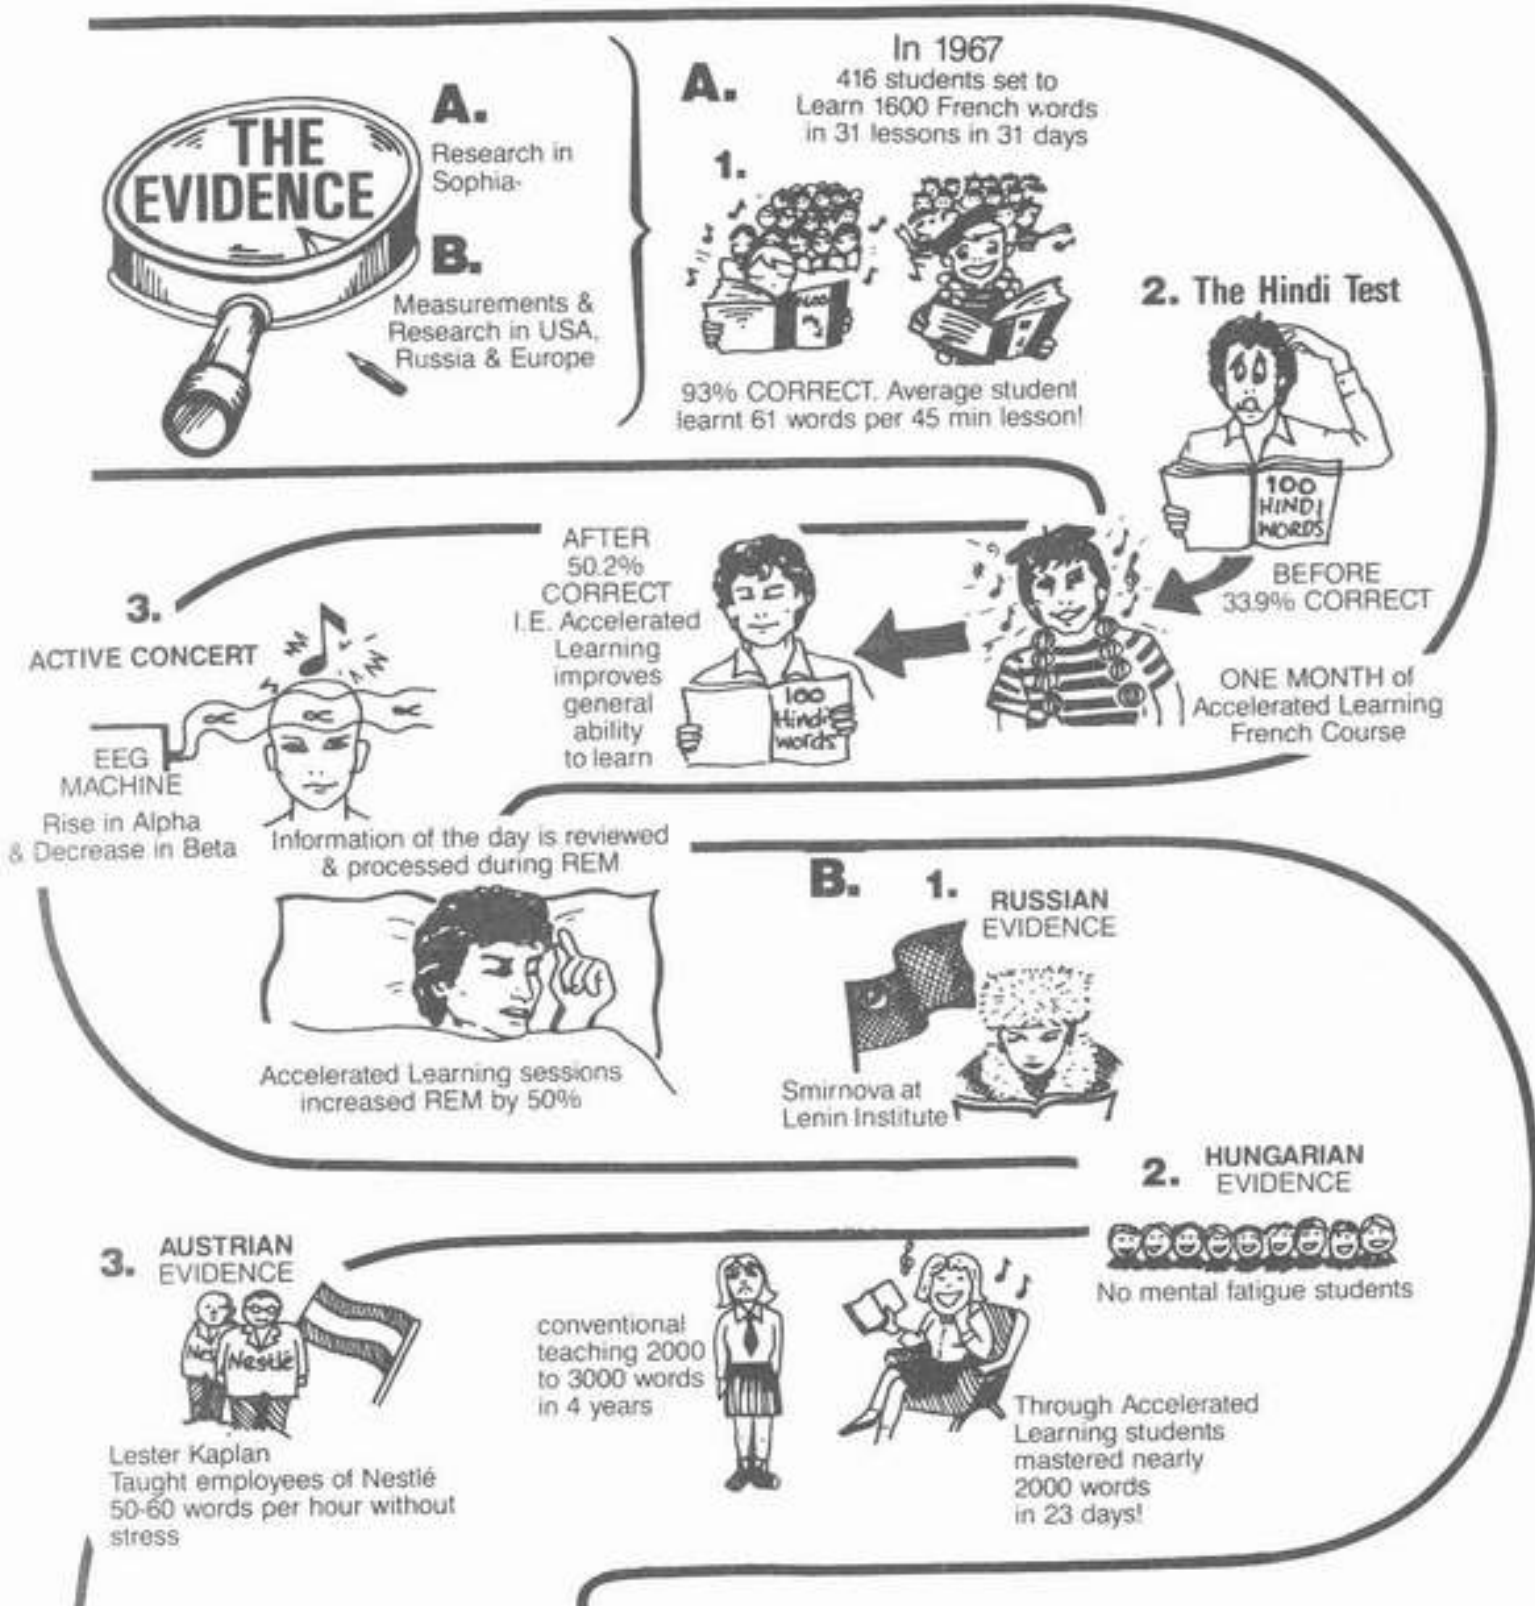 THE
EVIDENCE
A.
Research in
Sophia-
B.
Measurements &
Research in USA,
Russia & Europe
A.
In 1967
416 students set to
Learn 1600 French words
in 31 lessons in 31 days
1.
93% CORRECT. Average student
learnt 61 words per 45 min lesson!
2. The Hindi Test
100
HINDI
WORDS
BEFORE
33.9% CORRECT
ONE MONTH of
Accelerated Learning
French Course
AFTER
50.2%
CORRECT
I.E. Accelerated
Learning
improves
general
ability
to learn
100
Hindi
words
3.
ACTIVE CONCERT
EEG
MACHINE
Rise in Alpha
& Decrease in Beta
Information of the day is reviewed
& processed during REM
Accelerated Learning sessions
increased REM by 50%
B.
1.
RUSSIAN
EVIDENCE
Smirnova at
Lenin Institute
2.
HUNGARIAN
EVIDENCE
No mental fatigue students
conventional
teaching 2000
to 3000 words
in 4 years
Through Accelerated
Learning students
mastered nearly
2000 words
in 23 days!
3.
AUSTRIAN
EVIDENCE
Nes
Nestlé
Lester Kaplan
Taught employees of Nestlé
50-60 words per hour without
stress